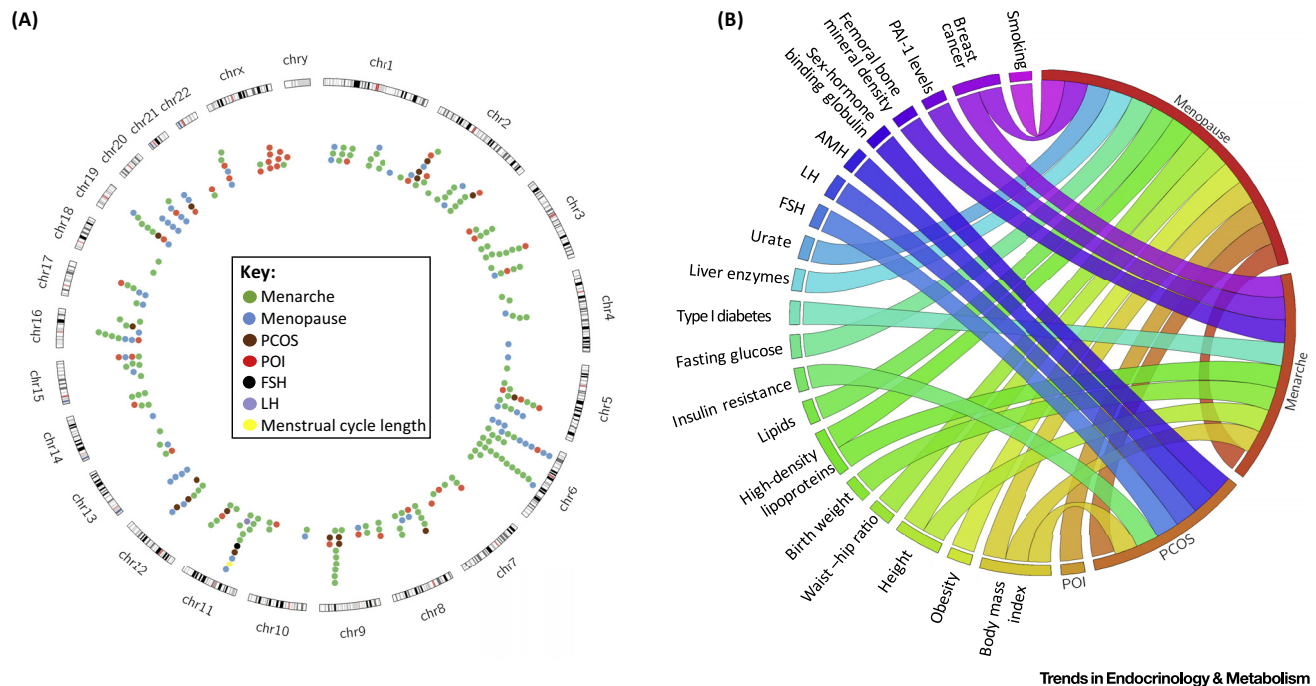 (A)
chr1
chr2
chr3
chr4
chr5
chr6
chr7
chr8
chr9
chr10
chr11
chr12
chr13
chr14
chr15
chr16
chr17
chr18
chr19
chr20
chr21
chr22
chrx
chry
Key:
Menarche
Menopause
PCOS
POI
FSH
LH
Menstrual cycle length
(B)
Smoking
Breast
cancer
PAI-1 levels
Femoral bone
mineral density
Sex-hormone
binding globulin
AMH
LH
FSH
Urate
Liver enzymes
Type I diabetes
Fasting glucose
Insulin resistance
Lipids
High-density
lipoproteins
Birth weight
Waist –hip ratio
Height
Obesity
Body mass
index
POI
PCOS
Menarche
Menopause
Trends in Endocrinology & Metabolism